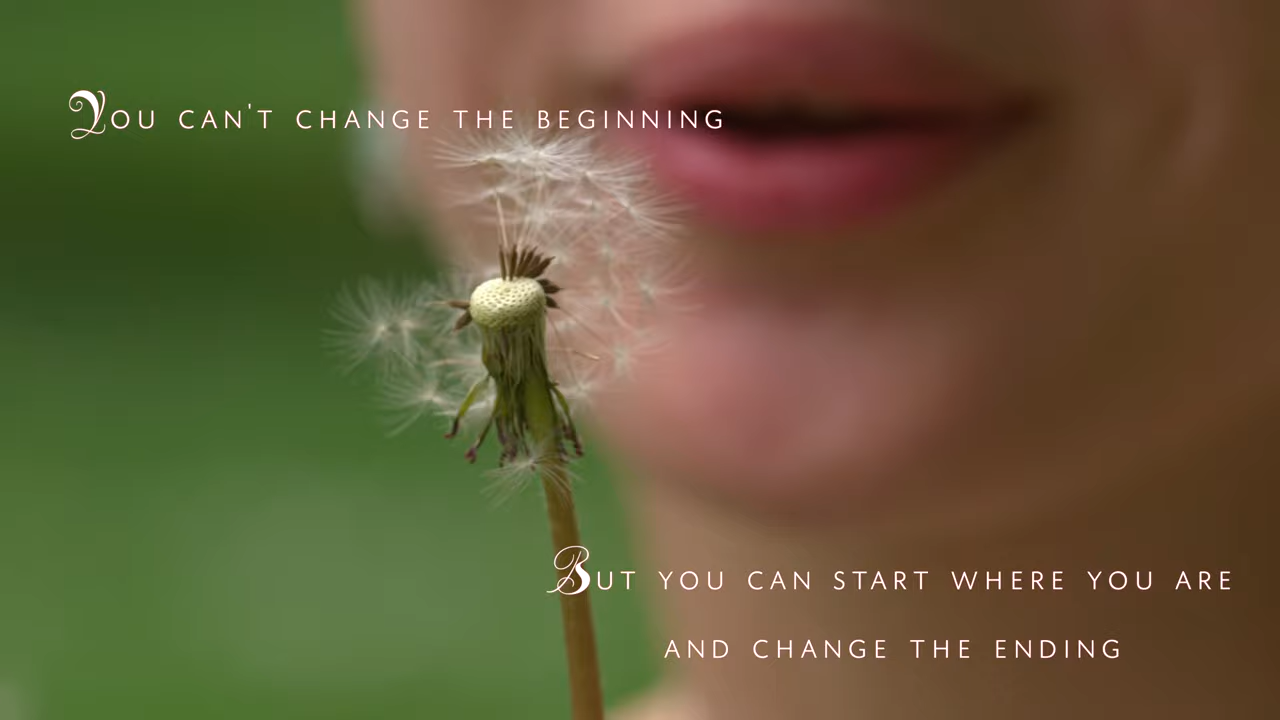 You can't change the beginning
But you can start where you are
and change the ending